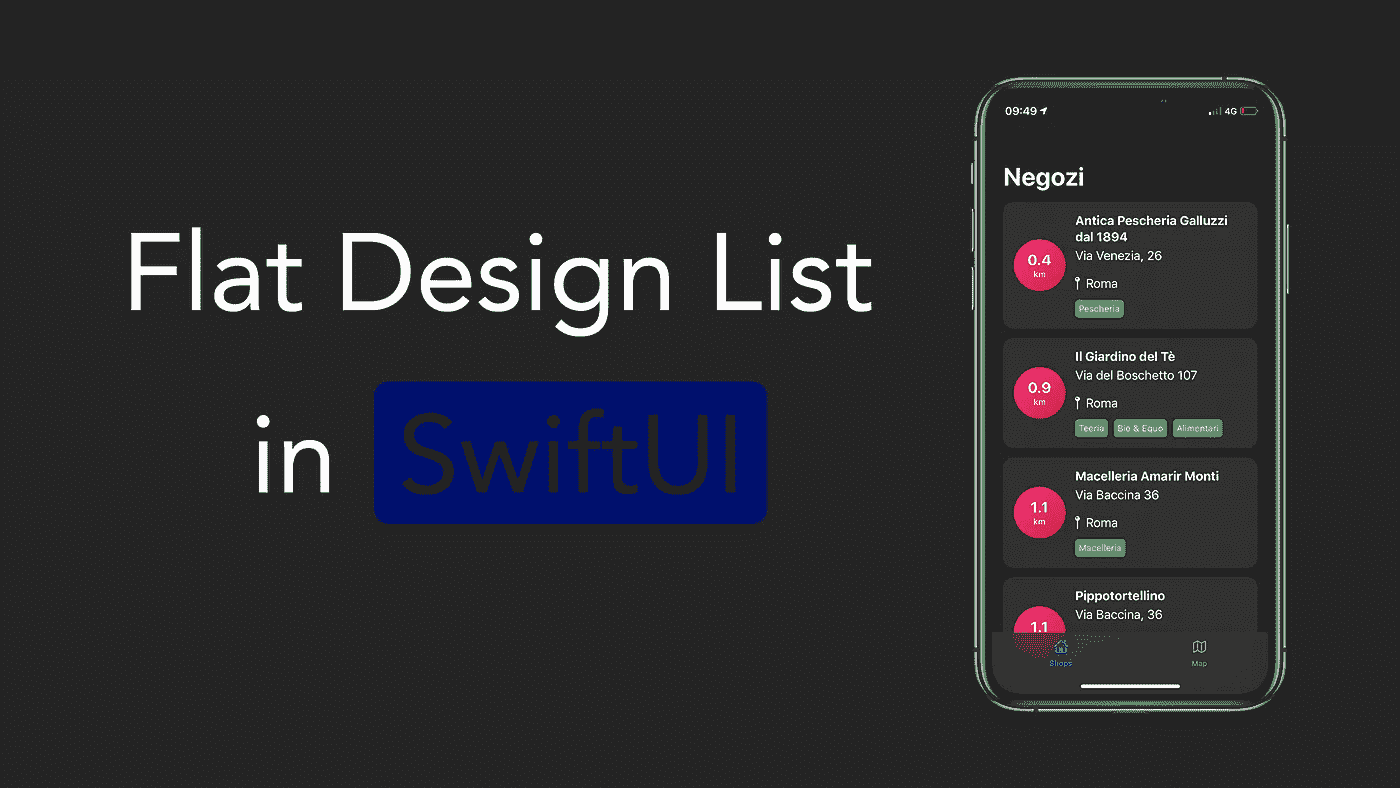 Flat Design List
in SwiftUI
09:49
4G
Negozi
0.4
km
Antica Pescheria Galluzzi
dal 1894
Via Venezia, 26
Roma
Pescheria
0.9
km
Il Giardino del Tè
Via del Boschetto 107
Roma
Teeria Bio & Equo Alimentari
1.1
km
Macelleria Amarir Monti
Via Baccina 36
Roma
Macelleria
1.1
Pippotortellino
Via Baccina, 36
Shops
Map